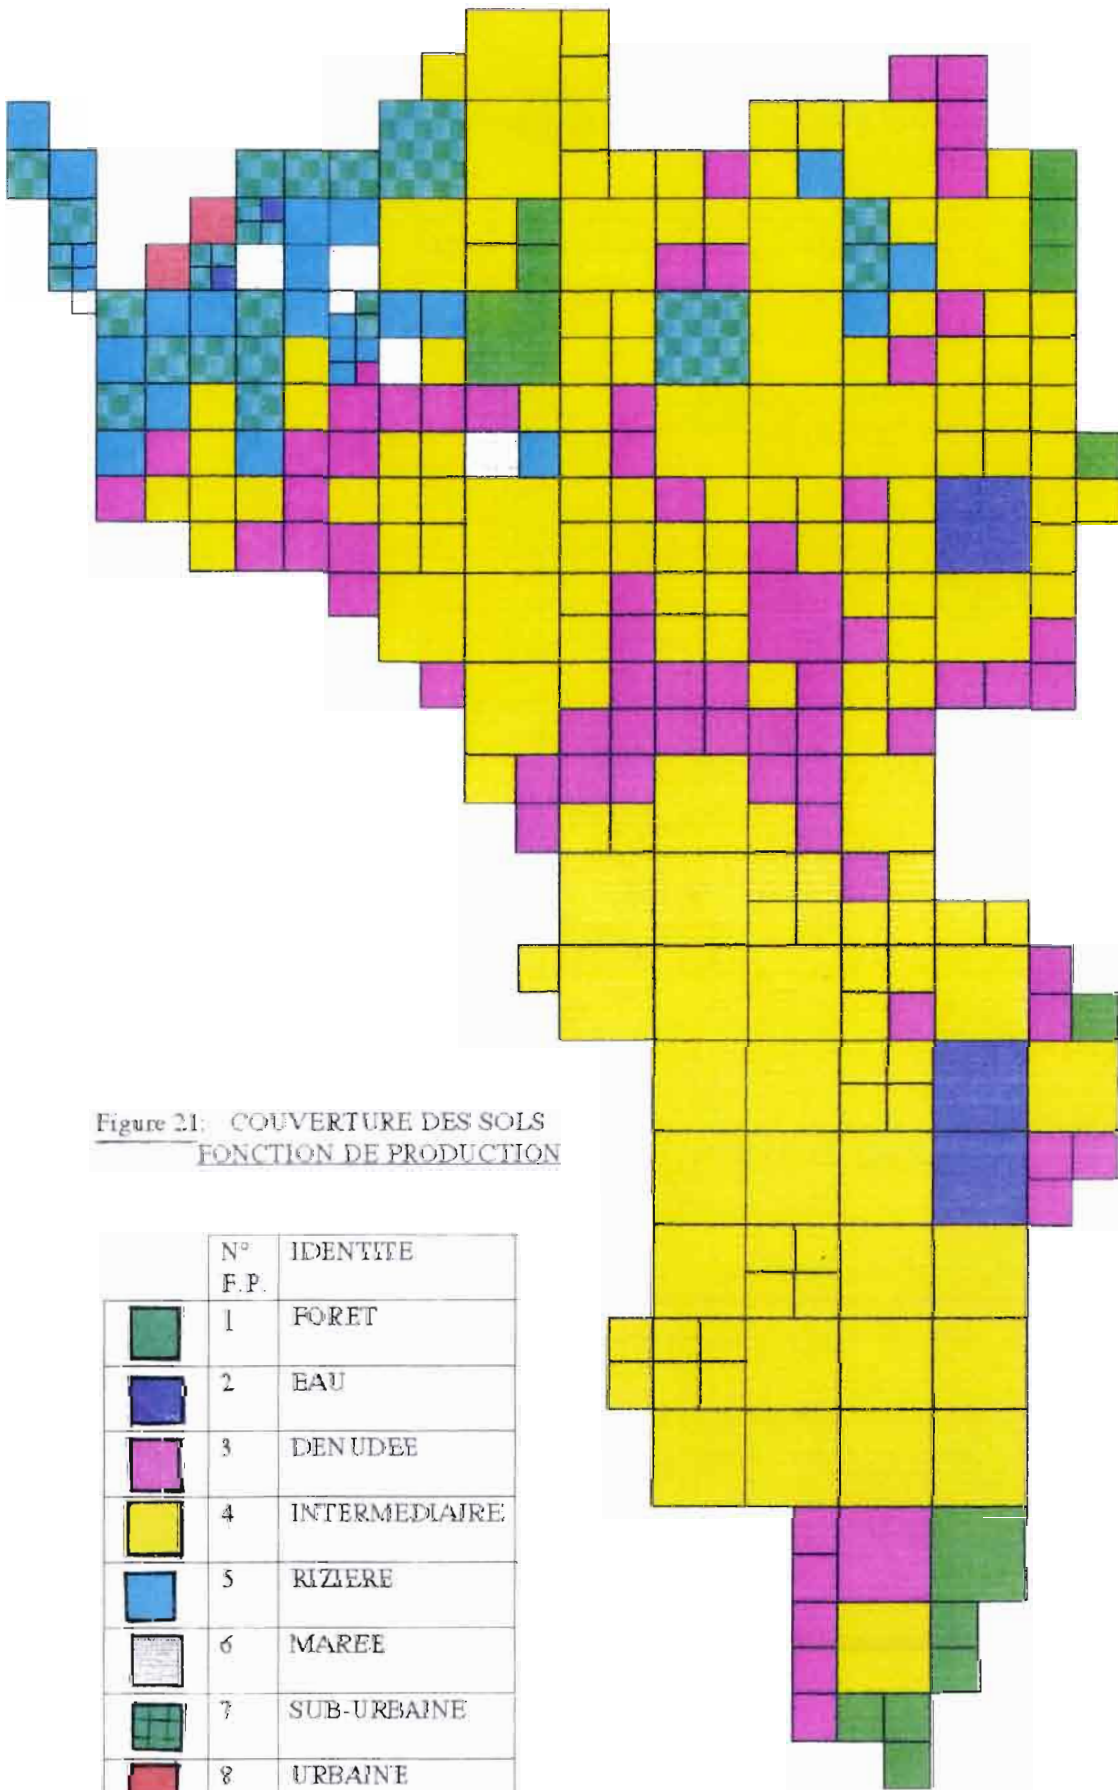 Figure 21: COUVERTURE DES SOLS
FONCTION DE PRODUCTION
N° F.P. IDENTITE
1 FORET
2 EAU
3 DENUDEE
4 INTERMEDIAIRE
5 RIZIERE
6 MAREE
7 SUB-URBAINE
8 URBAINE